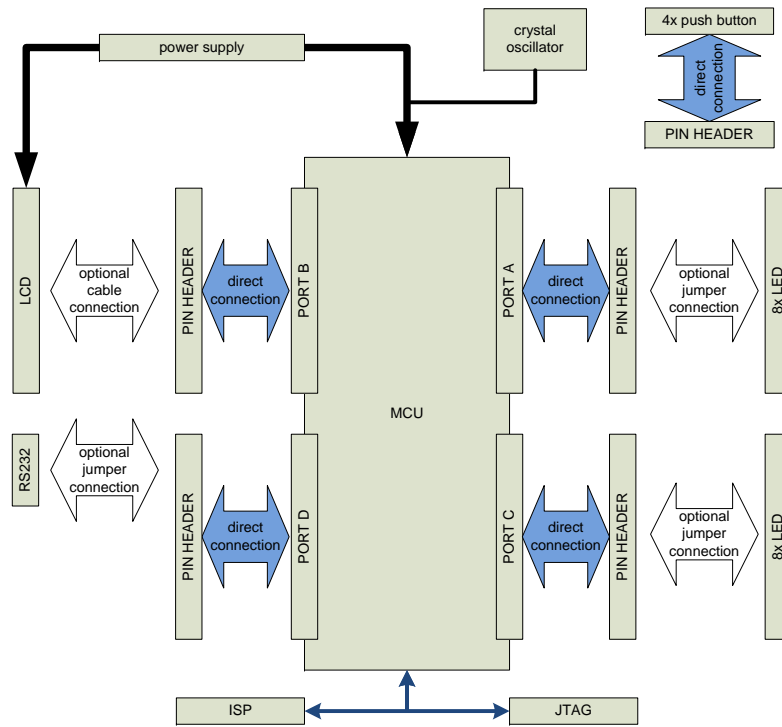 power supply
crystal
oscillator
4x push button
direct
connection
PIN HEADER
LCD
optional
cable
connection
PIN HEADER
direct
connection
PORT B
PORT A
direct
connection
PIN HEADER
optional
jumper
connection
8x LED
MCU
RS232
optional
jumper
connection
PIN HEADER
direct
connection
PORT D
PORT C
direct
connection
PIN HEADER
optional
jumper
connection
8x LED
ISP
JTAG